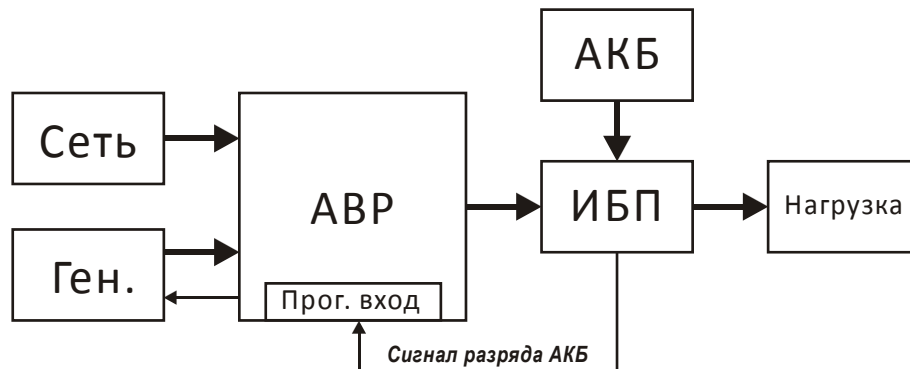 АКБ
Сеть
АВР
ИБП
Нагрузка
Ген.
Прог. вход
Сигнал разряда АКБ